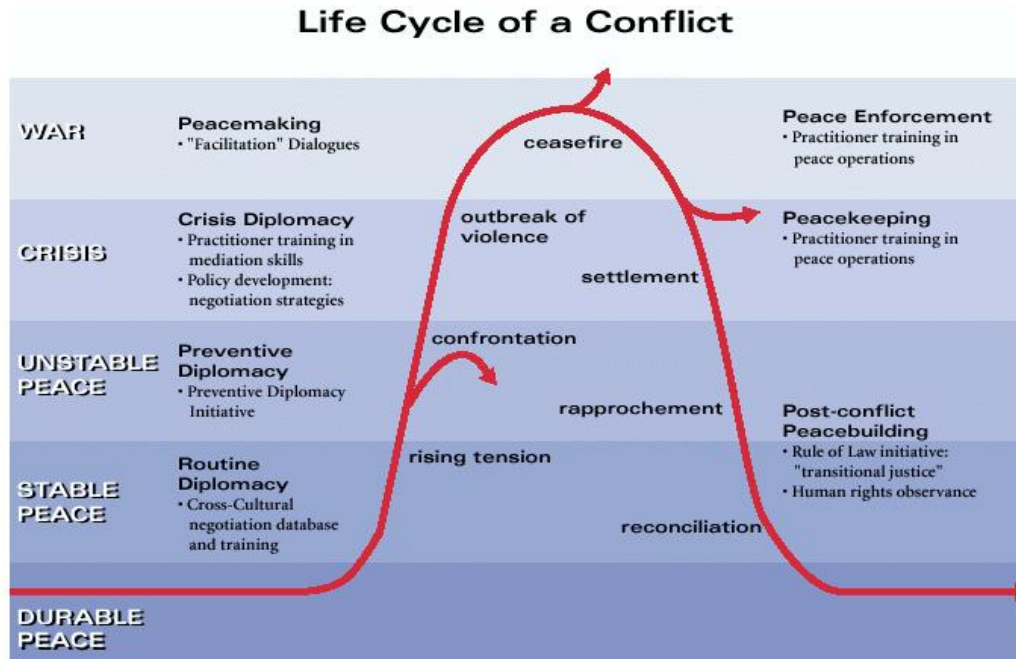 Life Cycle of a Conflict
WAR
Peacemaking
• "Facilitation" Dialogues
ceasefire
Peace Enforcement
• Practitioner training in
peace operations
CRISIS
Crisis Diplomacy
• Practitioner training in
mediation skills
• Policy development:
negotiation strategies
outbreak of
violence
settlement
Peacekeeping
• Practitioner training in
peace operations
UNSTABLE
PEACE
Preventive
Diplomacy
• Preventive Diplomacy
Initiative
confrontation
rapprochement
Post-conflict
Peacebuilding
• Rule of Law initiative:
"transitional justice"
• Human rights observance
STABLE
PEACE
Routine
Diplomacy
• Cross-Cultural
negotiation database
and training
rising tension
reconciliation
DURABLE
PEACE